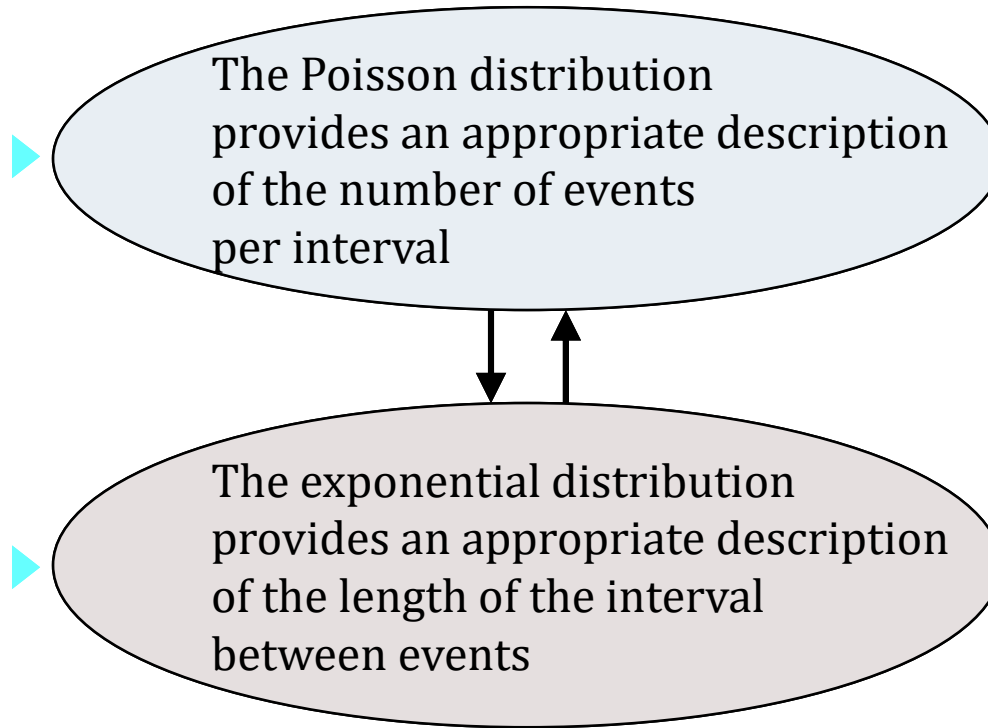 The Poisson distribution
provides an appropriate description
of the number of events
per interval
The exponential distribution
provides an appropriate description
of the length of the interval
between events